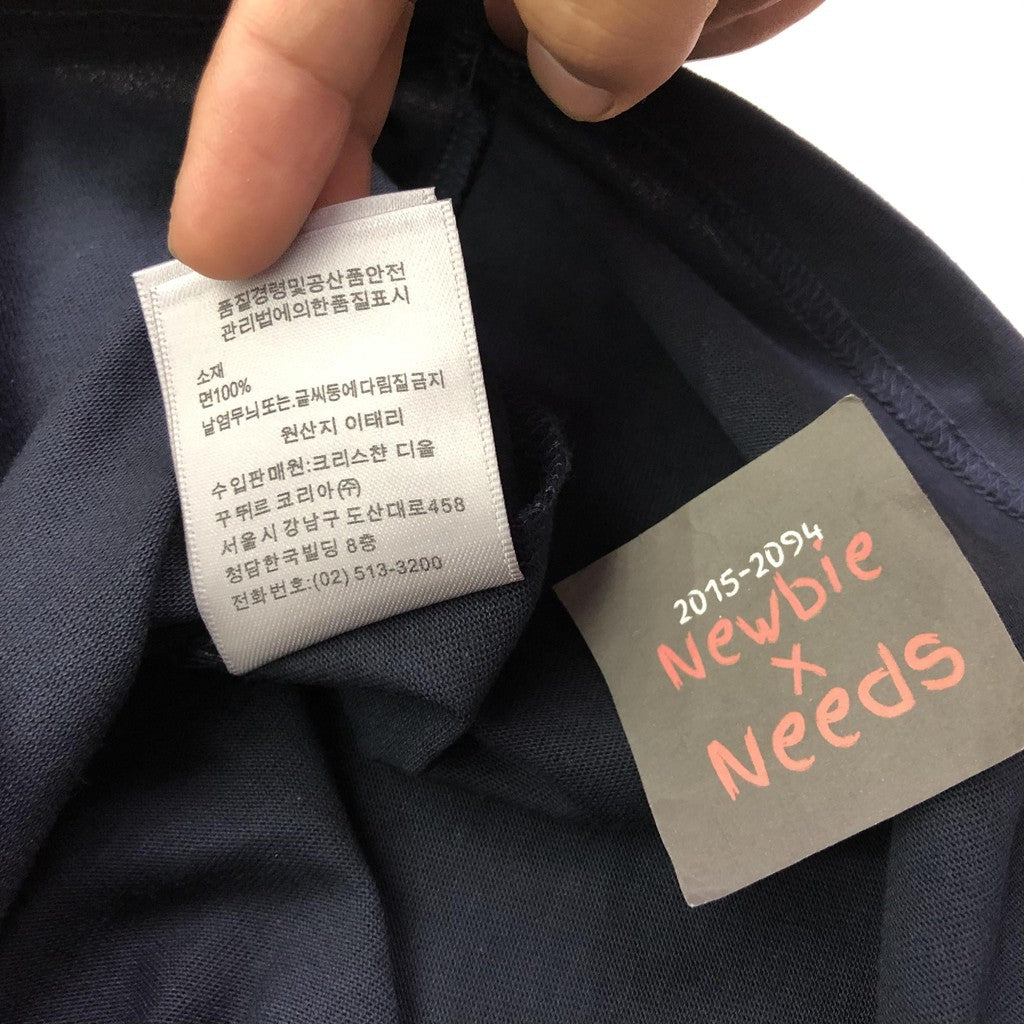 품질경영및공산품안전
관리법에의한품질표시
소재
면100%
날염무늬또는.글씨등에다림질금지
원산지 이태리
수입판매원:크리스챤 디올
꾸뛰르 코리아㈜
서울시 강남구 도산대로458
청담한국빌딩 8층
전화번호:(02) 513-3200
2015-2094
Newbie
x
Needs